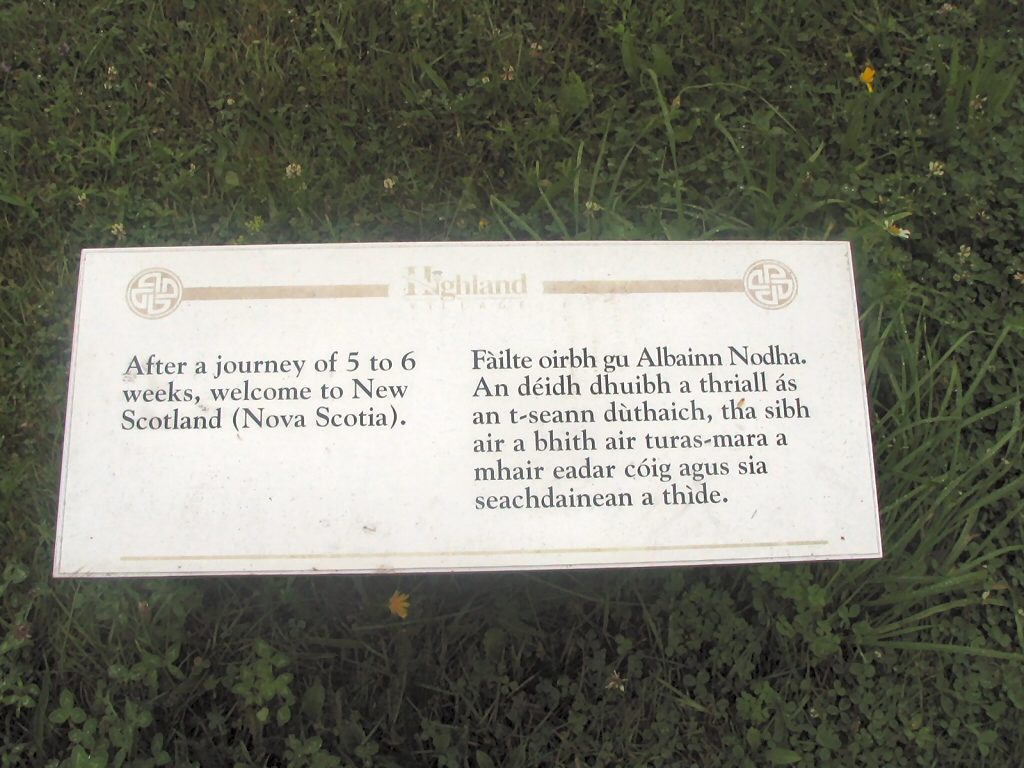 Highland
VILLAGE
After a journey of 5 to 6
weeks, welcome to New
Scotland (Nova Scotia).
Fàilte oirbh gu Albainn Nodha.
An déidh dhuibh a thriall ás
an t-seann dùthaich, tha sibh
air a bhith air turas-mara a
mhair eadar cóig agus sia
seachdainean a thìde.